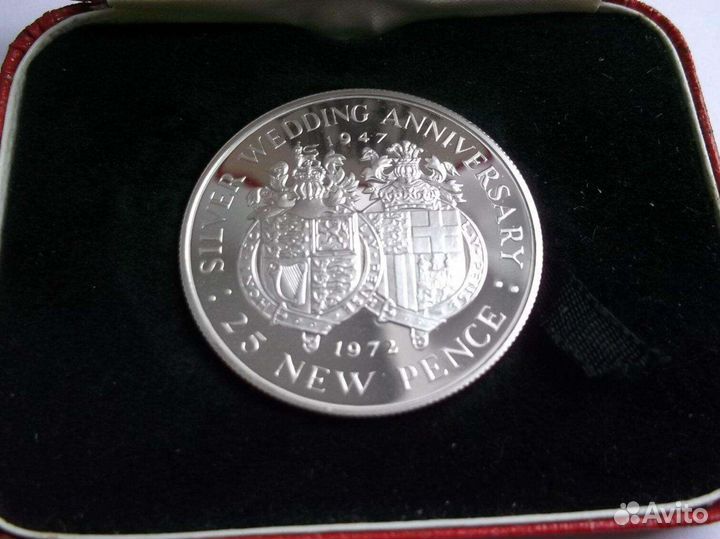 SILVER WEDDING ANNIVERSARY
1947
1972
25 NEW PENCE
Avito